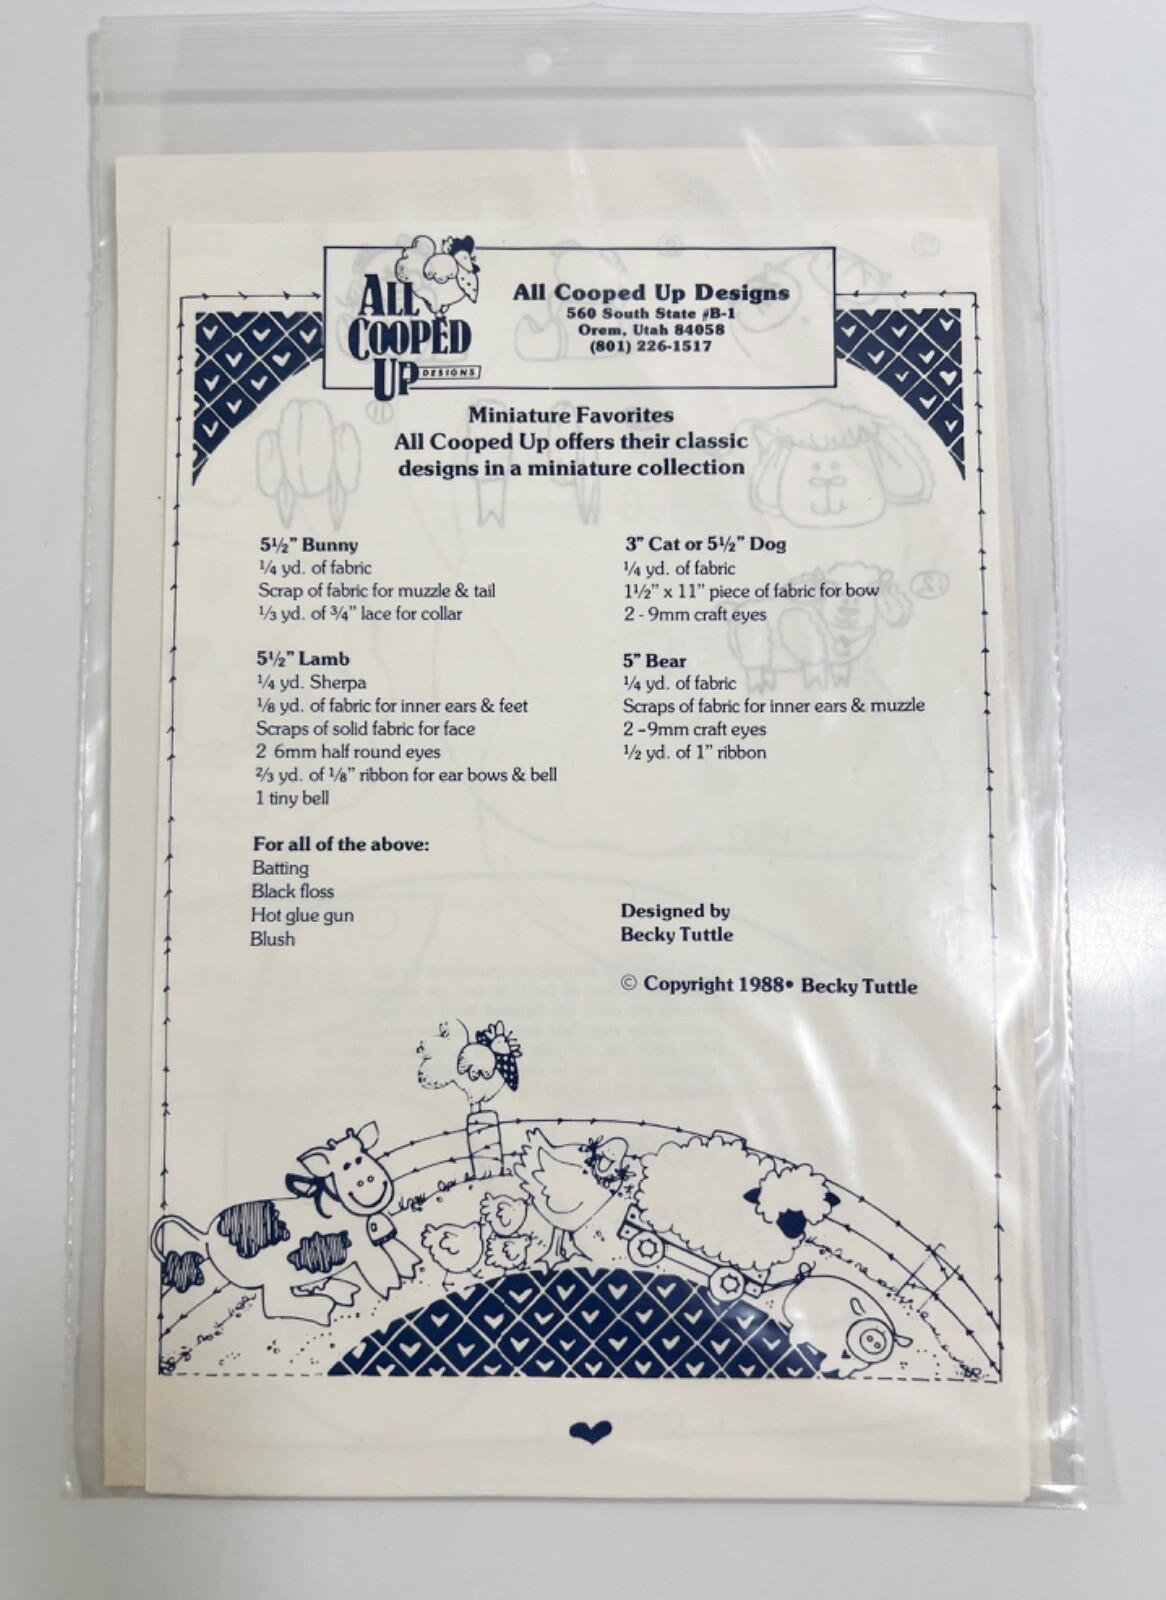 ALL
COOPED
UP DESIGNS
All Cooped Up Designs
560 South State #B-1
Orem, Utah 84058
(801) 226-1517
Miniature Favorites
All Cooped Up offers their classic
designs in a miniature collection
5½" Bunny
¼ yd. of fabric
Scrap of fabric for muzzle & tail
⅓ yd. of ¾" lace for collar
5½" Lamb
¼ yd. Sherpa
⅛ yd. of fabric for inner ears & feet
Scraps of solid fabric for face
2 6mm half round eyes
⅔ yd. of ⅛" ribbon for ear bows & bell
1 tiny bell
For all of the above:
Batting
Black floss
Hot glue gun
Blush
3" Cat or 5½" Dog
¼ yd. of fabric
1½" x 11" piece of fabric for bow
2 - 9mm craft eyes
5" Bear
¼ yd. of fabric
Scraps of fabric for inner ears & muzzle
2 -9mm craft eyes
½ yd. of 1" ribbon
Designed by
Becky Tuttle
© Copyright 1988• Becky Tuttle